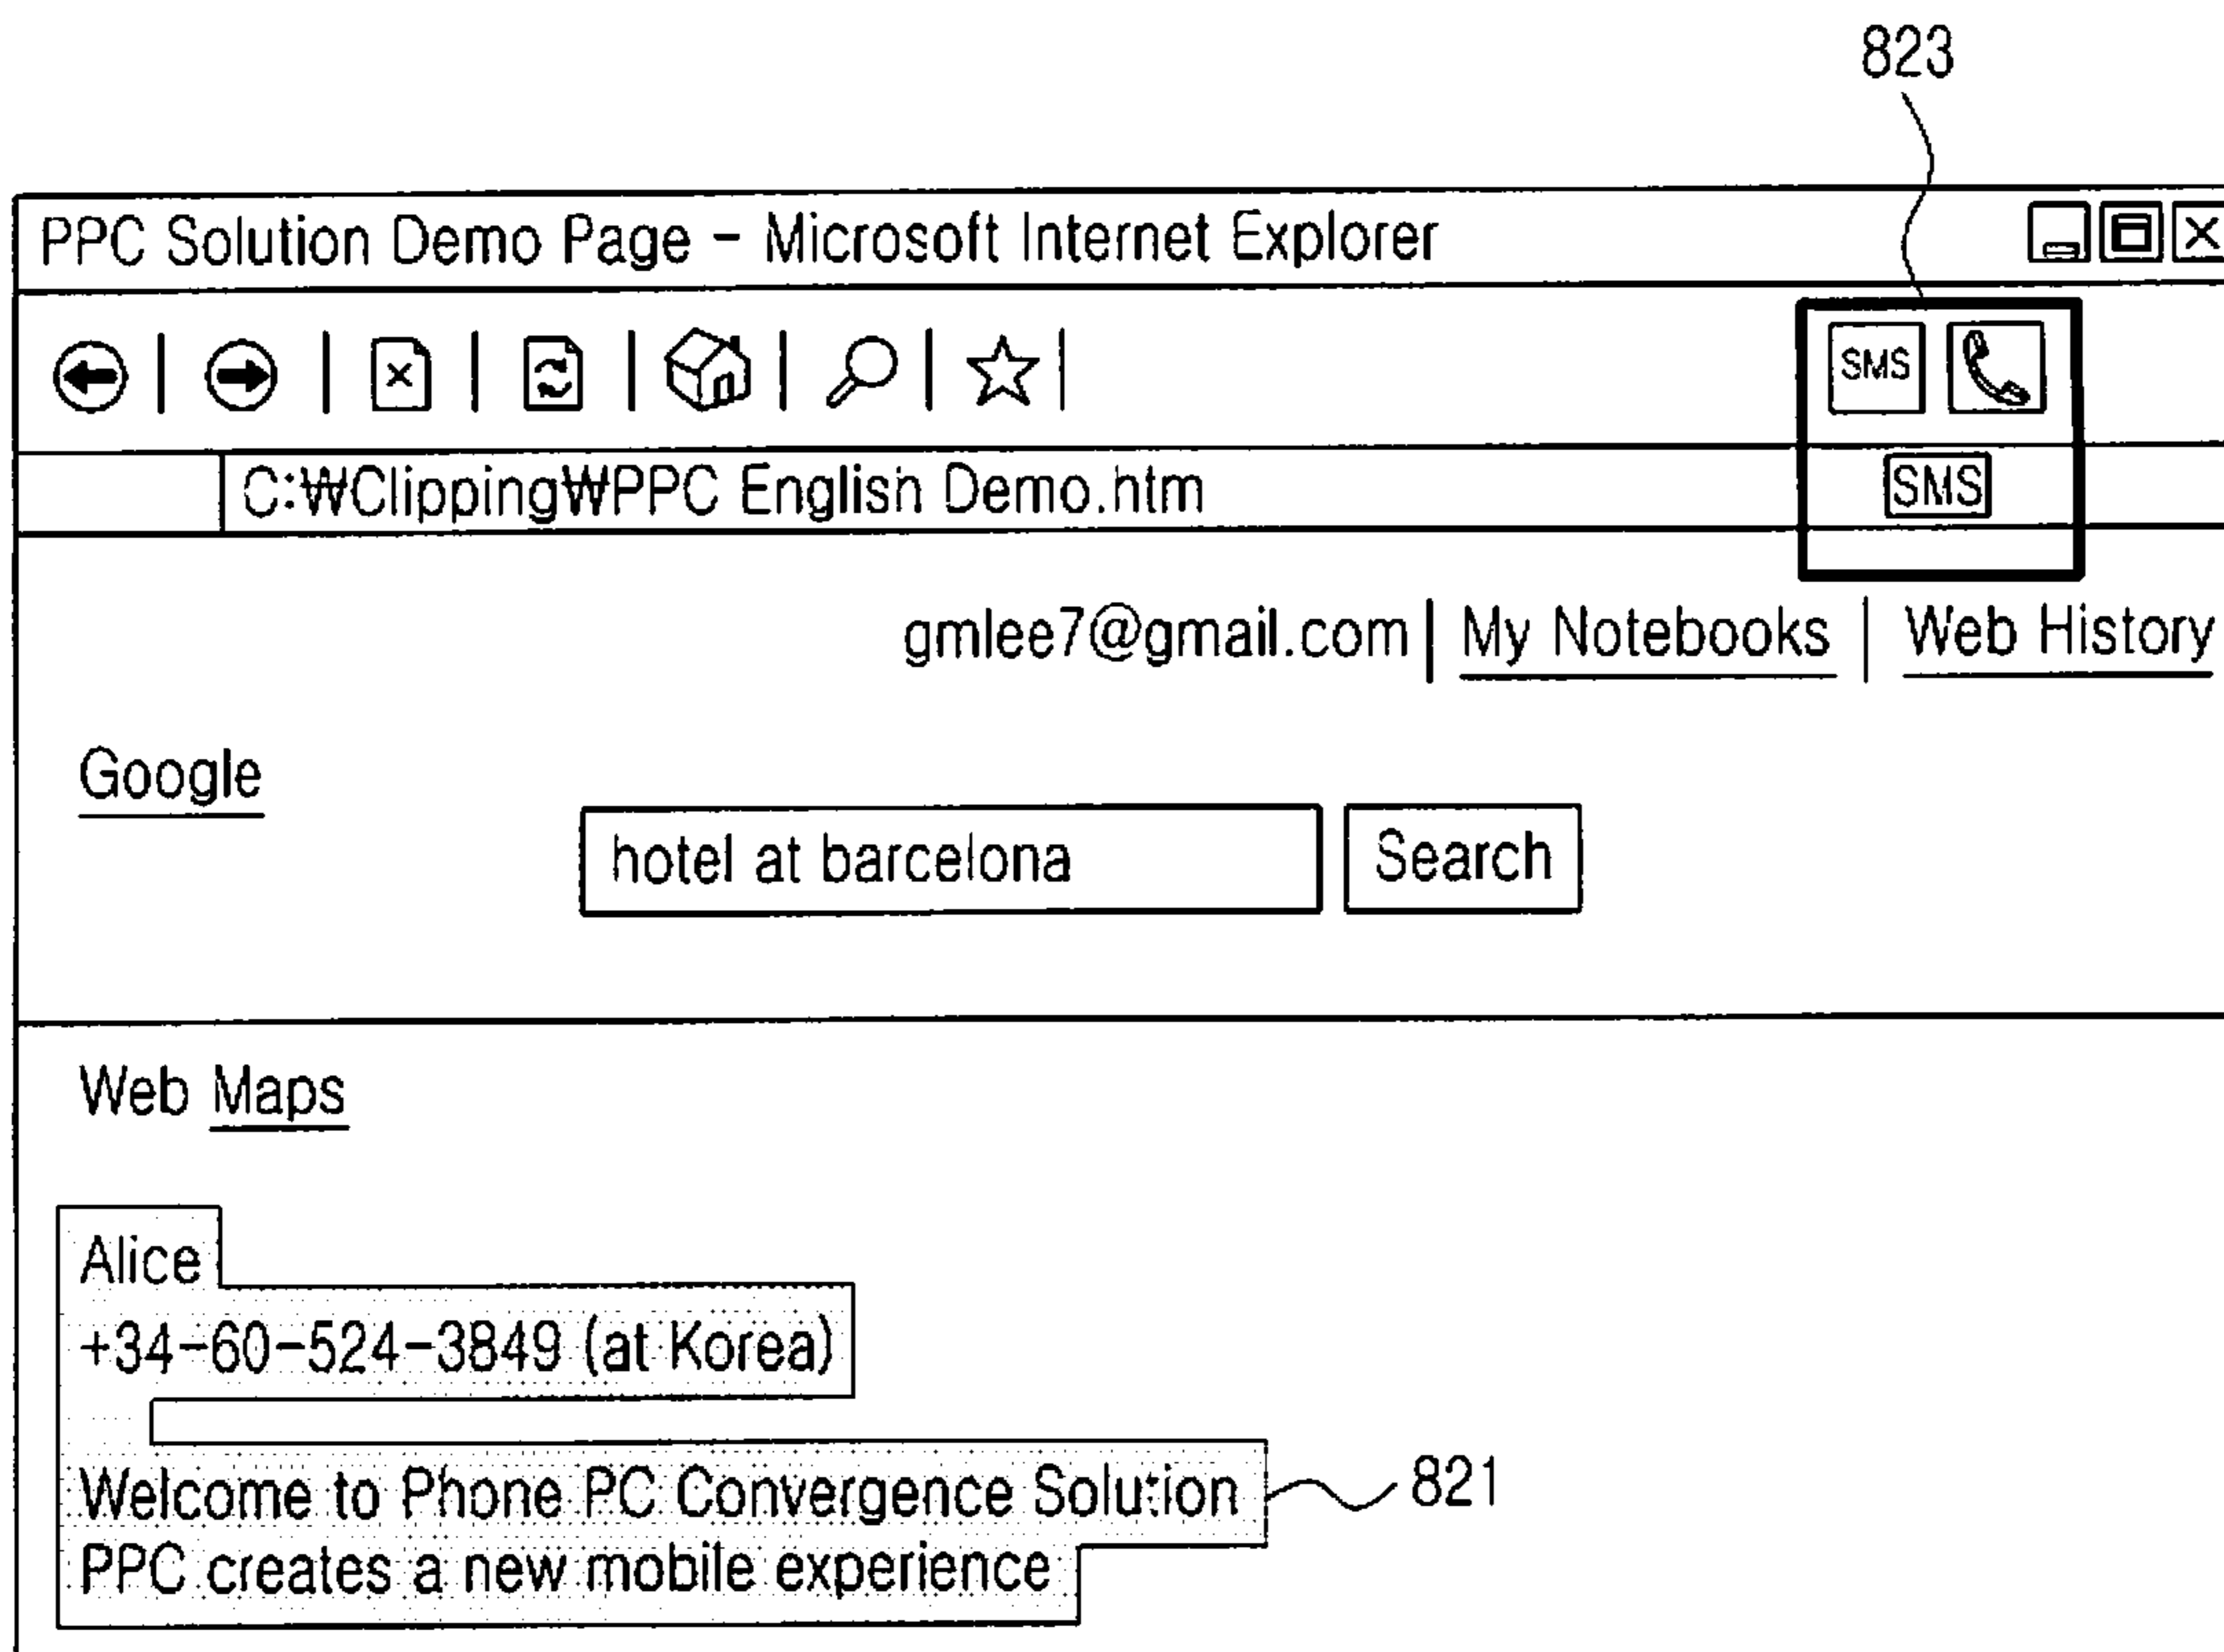 823
PPC Solution Demo Page - Microsoft Internet Explorer
SMS
C:₩Clipping₩PPC English Demo.htm
SMS
gmlee7@gmail.com | My Notebooks | Web History
Google
hotel at barcelona
Search
Web Maps
Alice
+34-60-524-3849 (at Korea)
Welcome to Phone PC Convergence Solution
821
PPC creates a new mobile experience